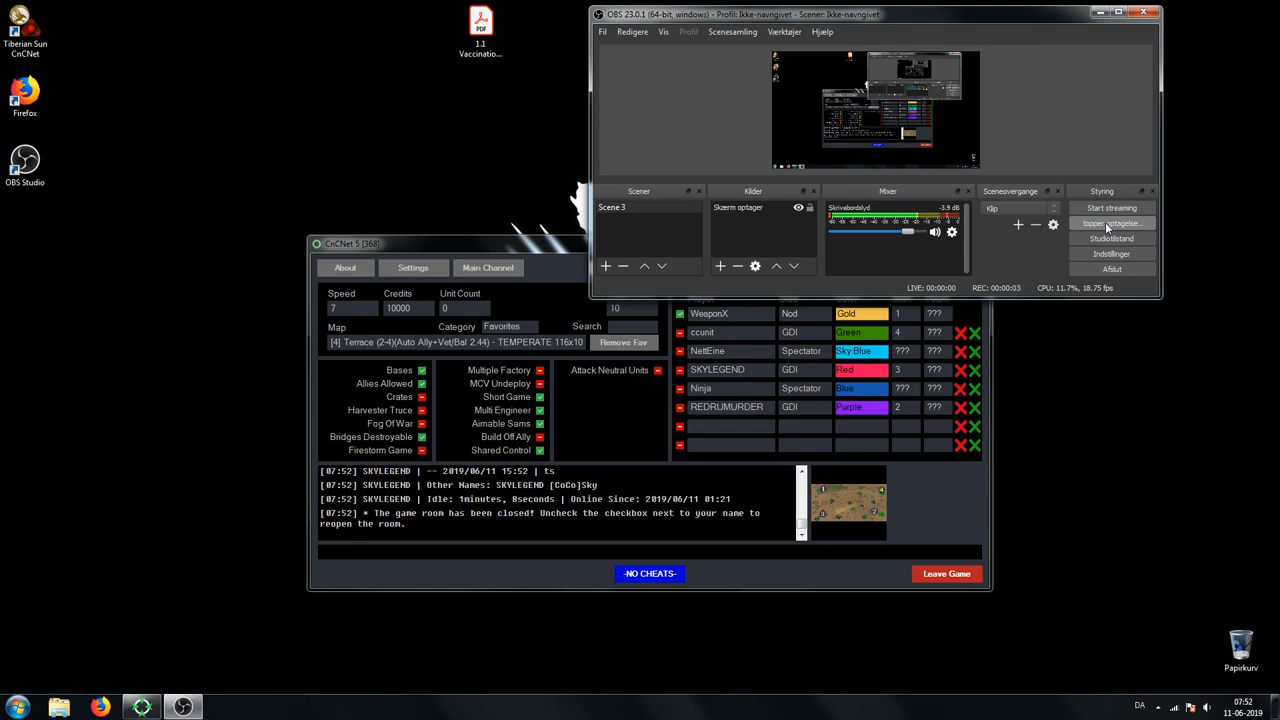 Tiberian Sun
CnCNet
Firefox
OBS Studio
PDF
1.1
Vaccinatio...
OBS 23.0.1 (64-bit, windows) - Profil: Ikke-navngivet - Scener: Ikke-navngivet
Fil Redigere Vis Profil Scenesamling Værktøjer Hjælp
Scener Kilder Mixer Sceneovergange Styring
Scene 3
Skærm optager
Skrivebordslyd -3.9 dB
Klip
Start streaming
topper optagelse...
Studiotilstand
Indstillinger
Afslut
LIVE: 00:00:00 REC: 00:00:03 CPU: 11.7%, 18.75 fps
CnCNet 5 [368]
About Settings Main Channel
Speed Credits Unit Count
7 10000 0 10
Map Category Favorites Search
[4] Terrace (2-4)(Auto Ally+Vet/Bal 2.44) - TEMPERATE 116x10 Remove Fav
Bases
Allies Allowed
Crates
Harvester Truce
Fog Of War
Bridges Destroyable
Firestorm Game
Multiple Factory
MCV Undeploy
Short Game
Multi Engineer
Aimable Sams
Build Off Ally
Shared Control
Attack Neutral Units
WeaponX Nod Gold 1 ???
ccunit GDI Green 4 ???
NettEine Spectator Sky Blue ??? ???
SKYLEGEND GDI Red 3 ???
Ninja Spectator Blue ??? ???
REDRUMURDER GDI Purple 2 ???
[07:52] SKYLEGEND | -- 2019/06/11 15:52 | ts
[07:52] SKYLEGEND | Other Names: SKYLEGEND [CoCo]Sky
[07:52] SKYLEGEND | Idle: 1minutes, 8seconds | Online Since: 2019/06/11 01:21
[07:52] * The game room has been closed! Uncheck the checkbox next to your name to
reopen the room.
1 4
3 2
-NO CHEATS-
Leave Game
Papirkurv
DA
07:52
11-06-2019